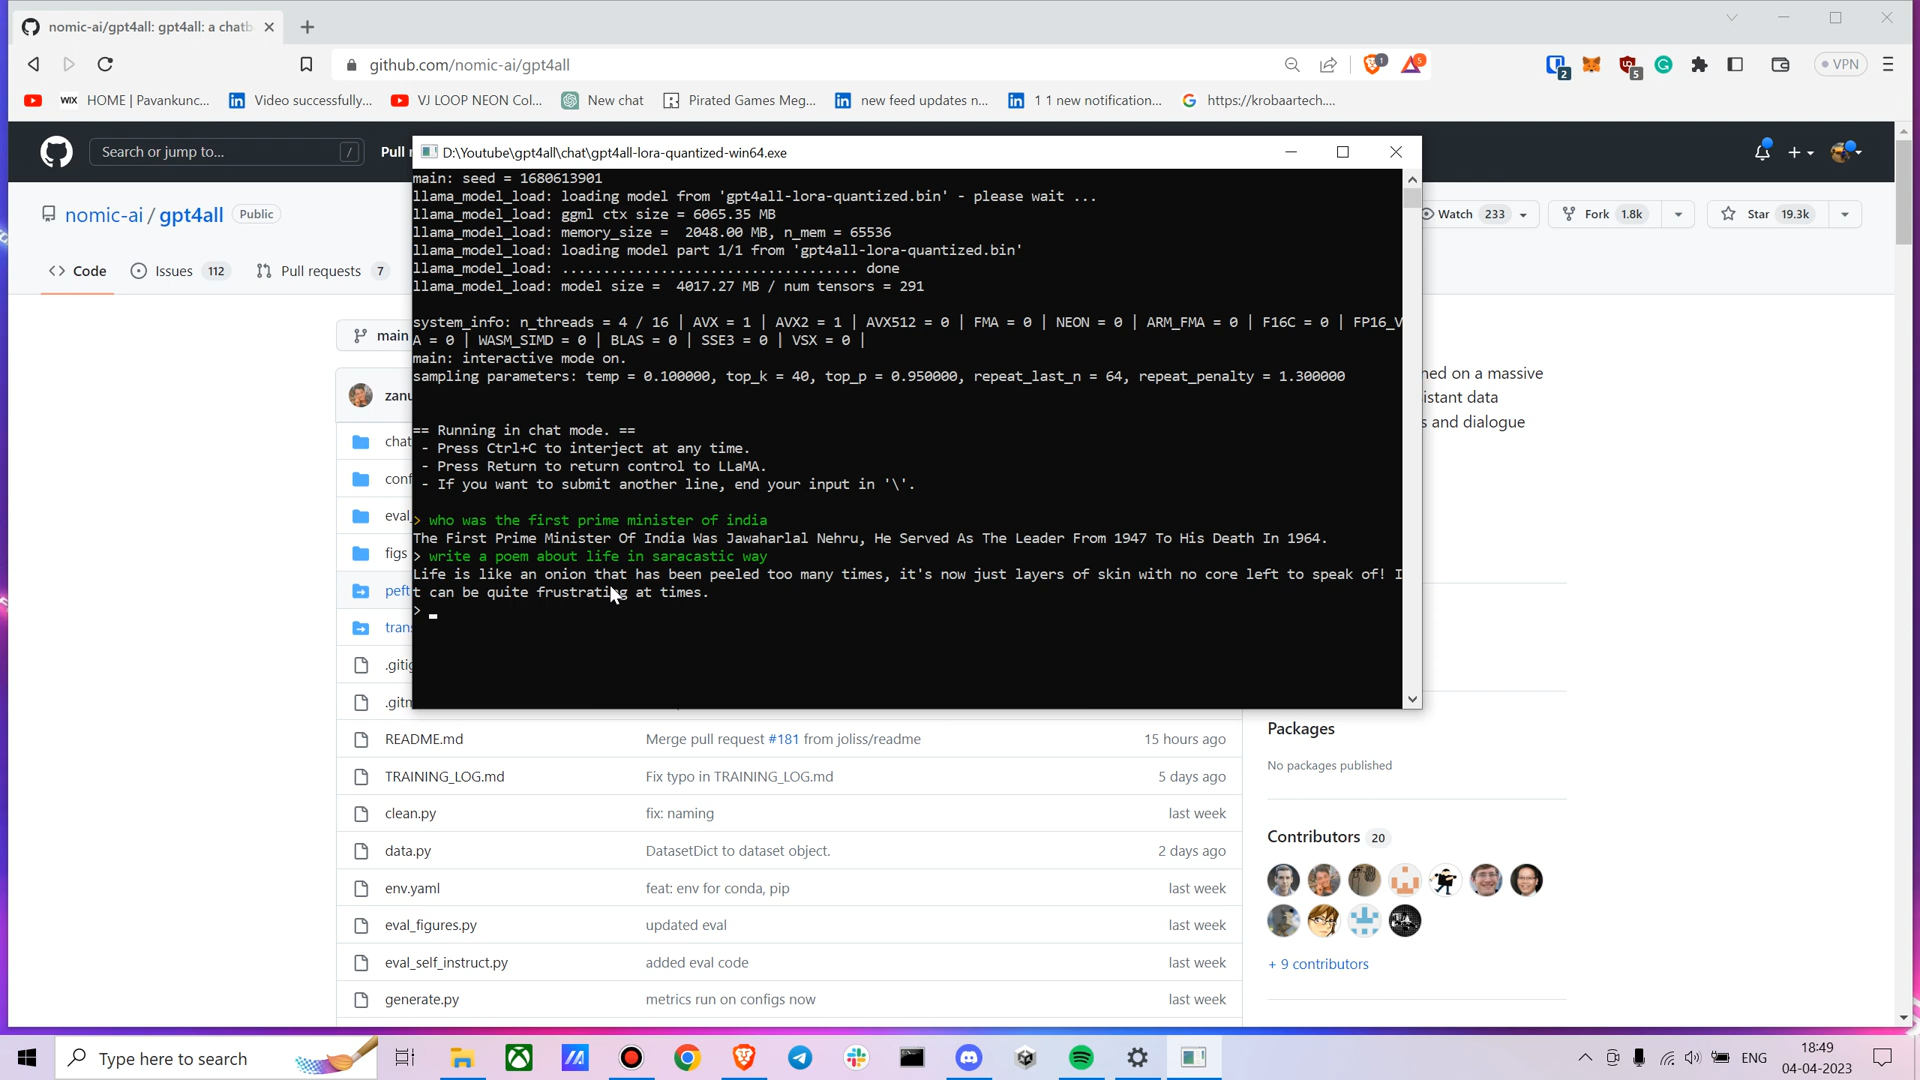 nomic-ai/gpt4all: gpt4all: a chatb
github.com/nomic-ai/gpt4all
1
5
2
5
VPN
WIX HOME | Pavankunc...
Video successfully...
VJ LOOP NEON Col...
New chat
Pirated Games Meg...
new feed updates n...
1 1 new notification...
https://krobaartech....
Search or jump to...
/
Pull
D:\Youtube\gpt4all\chat\gpt4all-lora-quantized-win64.exe
nomic-ai / gpt4all Public
Watch 233
Fork 1.8k
Star 19.3k
Code
Issues 112
Pull requests 7
main
zanu
chat
conf
eval_
figs
peft
trans
.gitig
.gitm
main: seed = 1680613901
llama_model_load: loading model from 'gpt4all-lora-quantized.bin' - please wait ...
llama_model_load: ggml ctx size = 6065.35 MB
llama_model_load: memory_size =  2048.00 MB, n_mem = 65536
llama_model_load: loading model part 1/1 from 'gpt4all-lora-quantized.bin'
llama_model_load: .................................... done
llama_model_load: model size =  4017.27 MB / num tensors = 291
system_info: n_threads = 4 / 16 | AVX = 1 | AVX2 = 1 | AVX512 = 0 | FMA = 0 | NEON = 0 | ARM_FMA = 0 | F16C = 0 | FP16_V
A = 0 | WASM_SIMD = 0 | BLAS = 0 | SSE3 = 0 | VSX = 0 |
main: interactive mode on.
sampling parameters: temp = 0.100000, top_k = 40, top_p = 0.950000, repeat_last_n = 64, repeat_penalty = 1.300000
== Running in chat mode. ==
- Press Ctrl+C to interject at any time.
- Press Return to return control to LLaMA.
- If you want to submit another line, end your input in '\'.
> who was the first prime minister of india
The First Prime Minister Of India Was Jawaharlal Nehru, He Served As The Leader From 1947 To His Death In 1964.
> write a poem about life in saracastic way
Life is like an onion that has been peeled too many times, it's now just layers of skin with no core left to speak of! I
t can be quite frustrating at times.
>
ned on a massive
istant data
s and dialogue
README.md Merge pull request #181 from joliss/readme 15 hours ago
TRAINING_LOG.md Fix typo in TRAINING_LOG.md 5 days ago
clean.py fix: naming last week
data.py DatasetDict to dataset object. 2 days ago
env.yaml feat: env for conda, pip last week
eval_figures.py updated eval last week
eval_self_instruct.py added eval code last week
generate.py metrics run on configs now last week
Packages
No packages published
Contributors 20
+ 9 contributors
Type here to search
ENG
18:49
04-04-2023